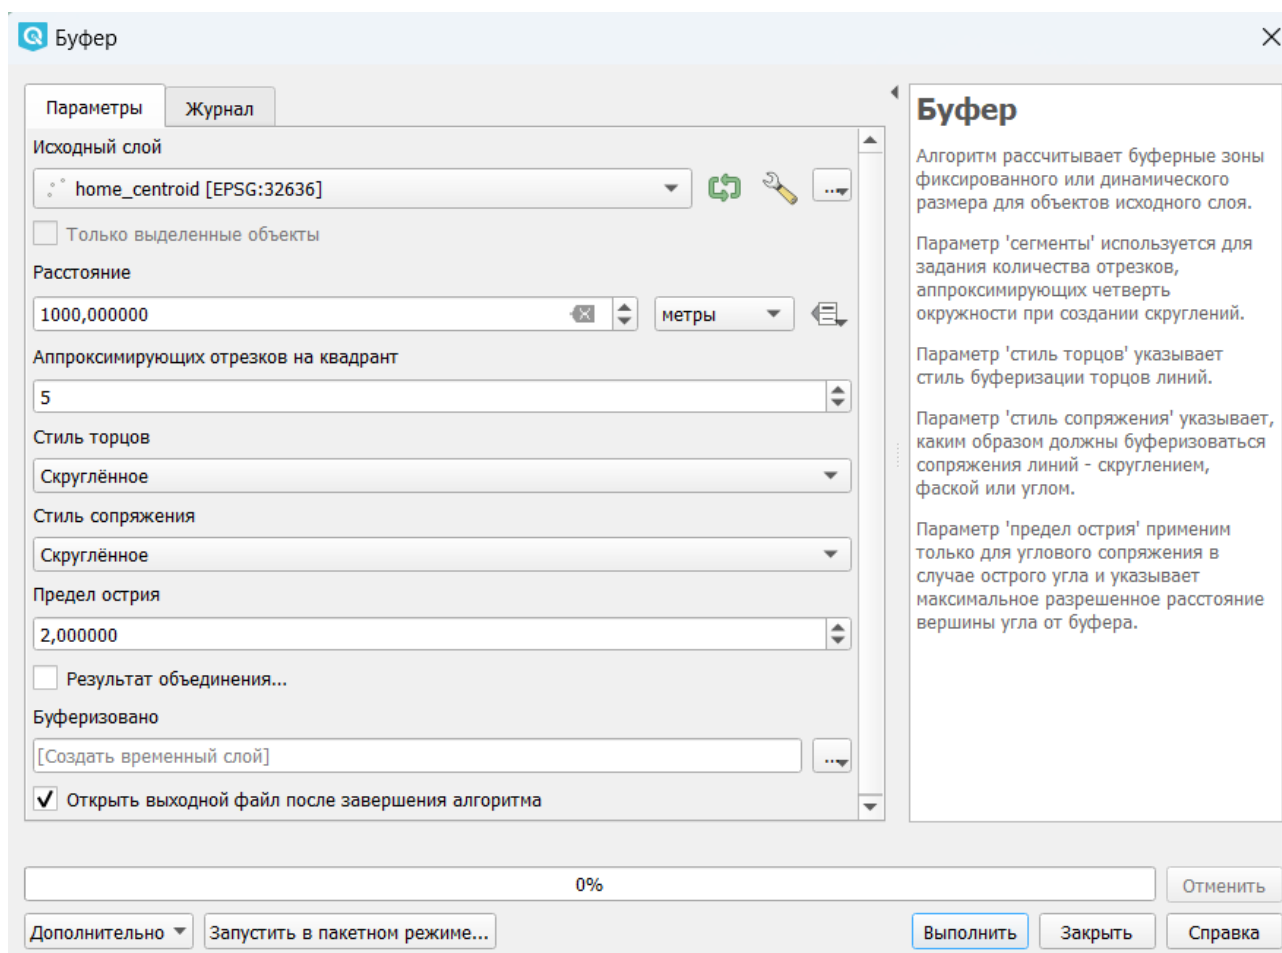 Буфер
Параметры
Журнал
Исходный слой
home_centroid [EPSG:32636]
...
Только выделенные объекты
Расстояние
1000,000000
метры
Аппроксимирующих отрезков на квадрант
5
Стиль торцов
Скруглённое
Стиль сопряжения
Скруглённое
Предел острия
2,000000
Результат объединения...
Буферизовано
[Создать временный слой]
...
Открыть выходной файл после завершения алгоритма
Буфер
Алгоритм рассчитывает буферные зоны
фиксированного или динамического
размера для объектов исходного слоя.
Параметр 'сегменты' используется для
задания количества отрезков,
аппроксимирующих четверть
окружности при создании скруглений.
Параметр 'стиль торцов' указывает
стиль буферизации торцов линий.
Параметр 'стиль сопряжения' указывает,
каким образом должны буферизоваться
сопряжения линий - скруглением,
фаской или углом.
Параметр 'предел острия' применим
только для углового сопряжения в
случае острого угла и указывает
максимальное разрешенное расстояние
вершины угла от буфера.
0%
Отменить
Дополнительно
Запустить в пакетном режиме...
Выполнить
Закрыть
Справка